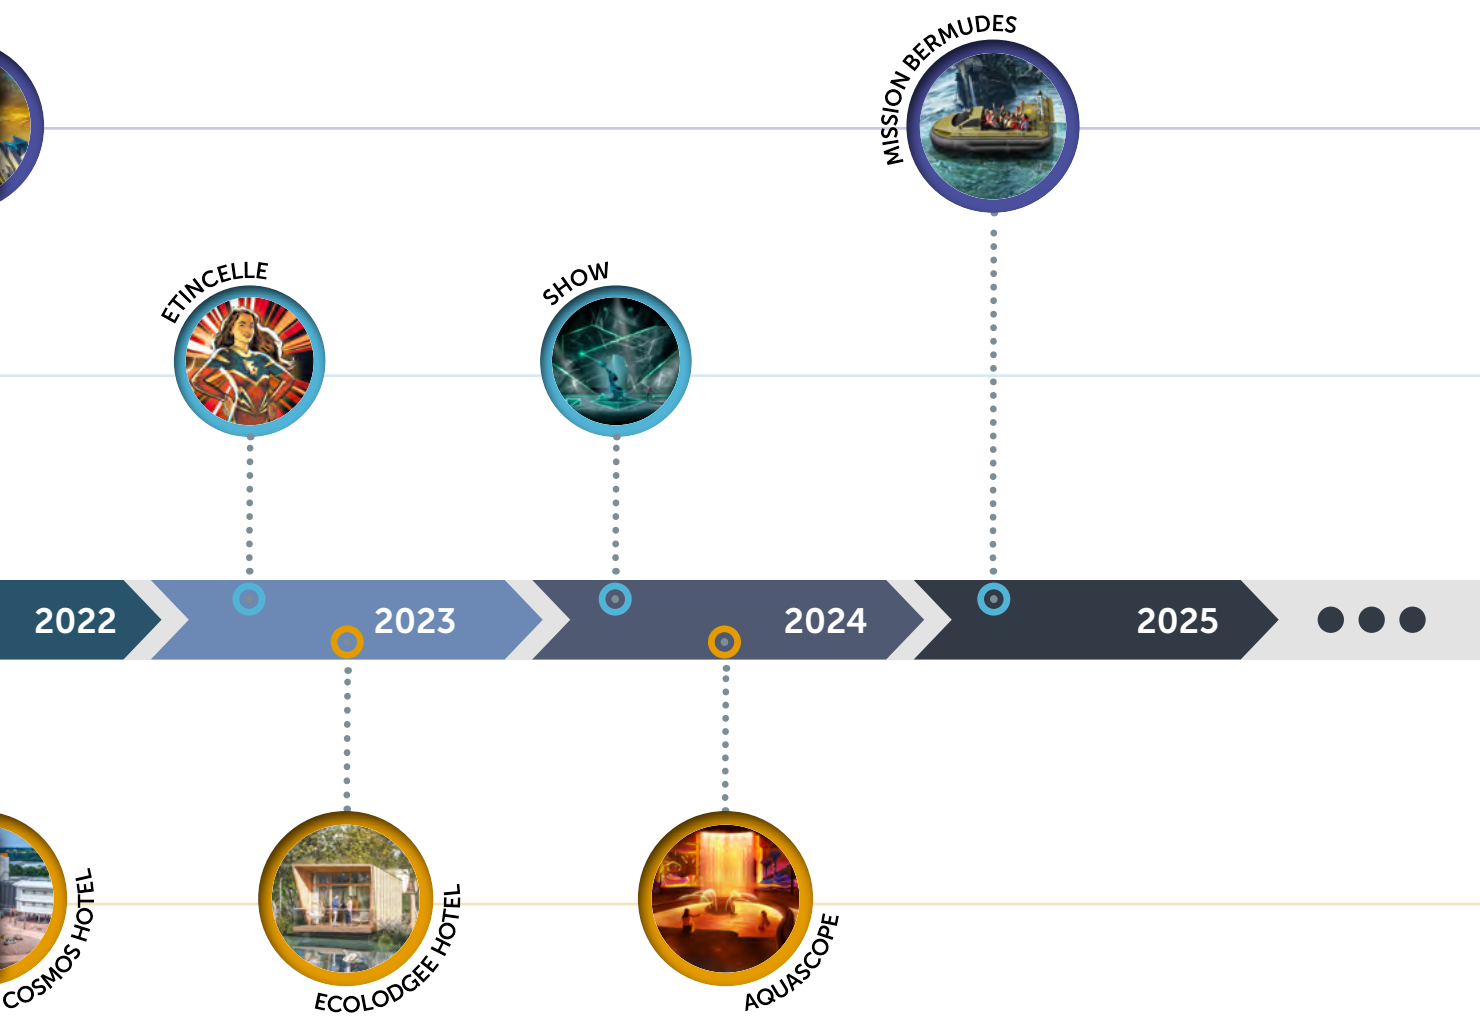 MISSION BERMUDES
ETINCELLE
SHOW
2022
2023
2024
2025
COSMOS HOTEL
ECOLODGEE HOTEL
AQUASCOPE